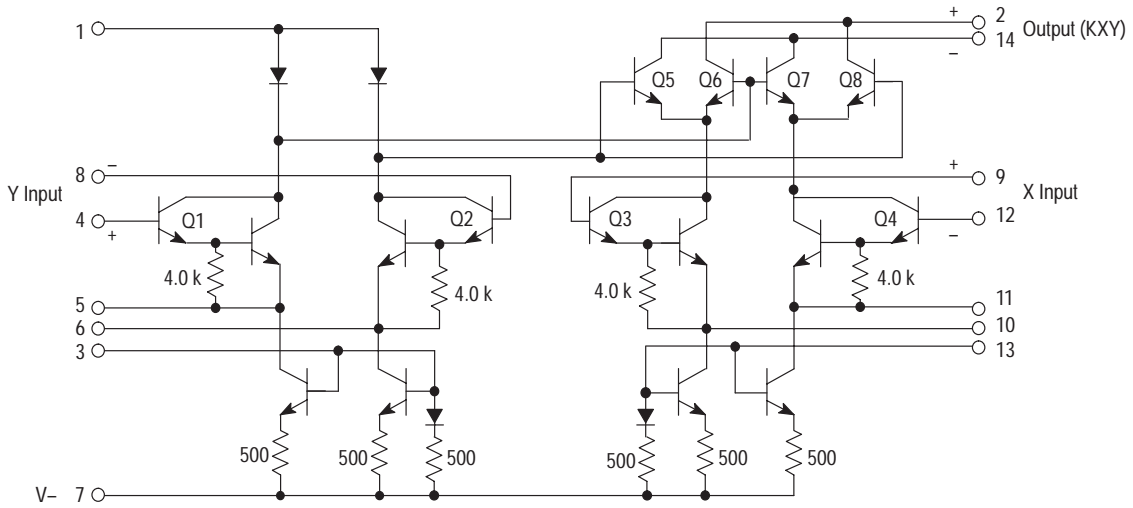 1
+ 2
14 Output (KXY)
−
Q5 Q6 Q7 Q8
8 −
Y Input
4 +
Q1 Q2 Q3 Q4
+ 9
X Input
12
−
4.0 k 4.0 k 4.0 k 4.0 k
5 11
6 10
3 13
500 500 500 500 500 500
V– 7